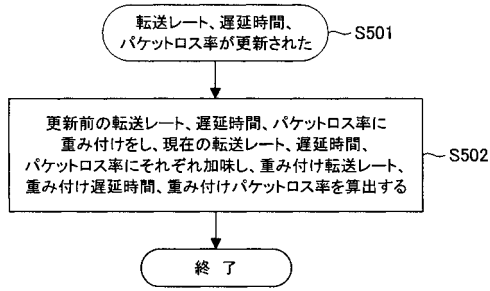 転送レート、遅延時間、
パケットロス率が更新された
S501
更新前の転送レート、遅延時間、パケットロス率に
重み付けをし、現在の転送レート、遅延時間、
パケットロス率にそれぞれ加味し、重み付け転送レート、
重み付け遅延時間、重み付けパケットロス率を算出する
S502
終 了